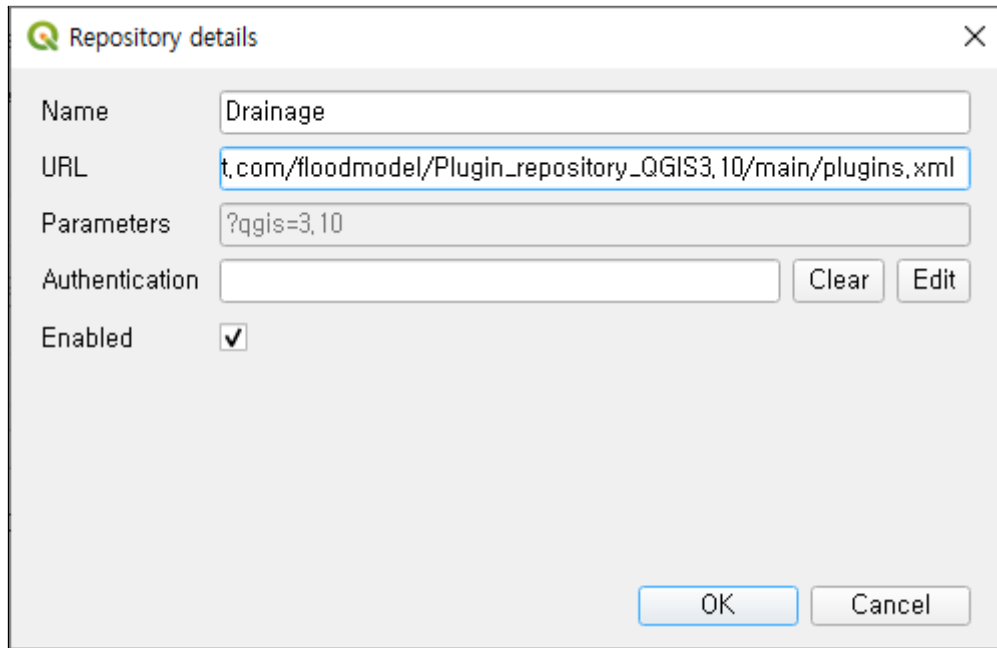 Repository details
Name Drainage
URL t.com/floodmodel/Plugin_repository_QGIS3.10/main/plugins.xml
Parameters ?qgis=3.10
Authentication Clear Edit
Enabled
OK Cancel